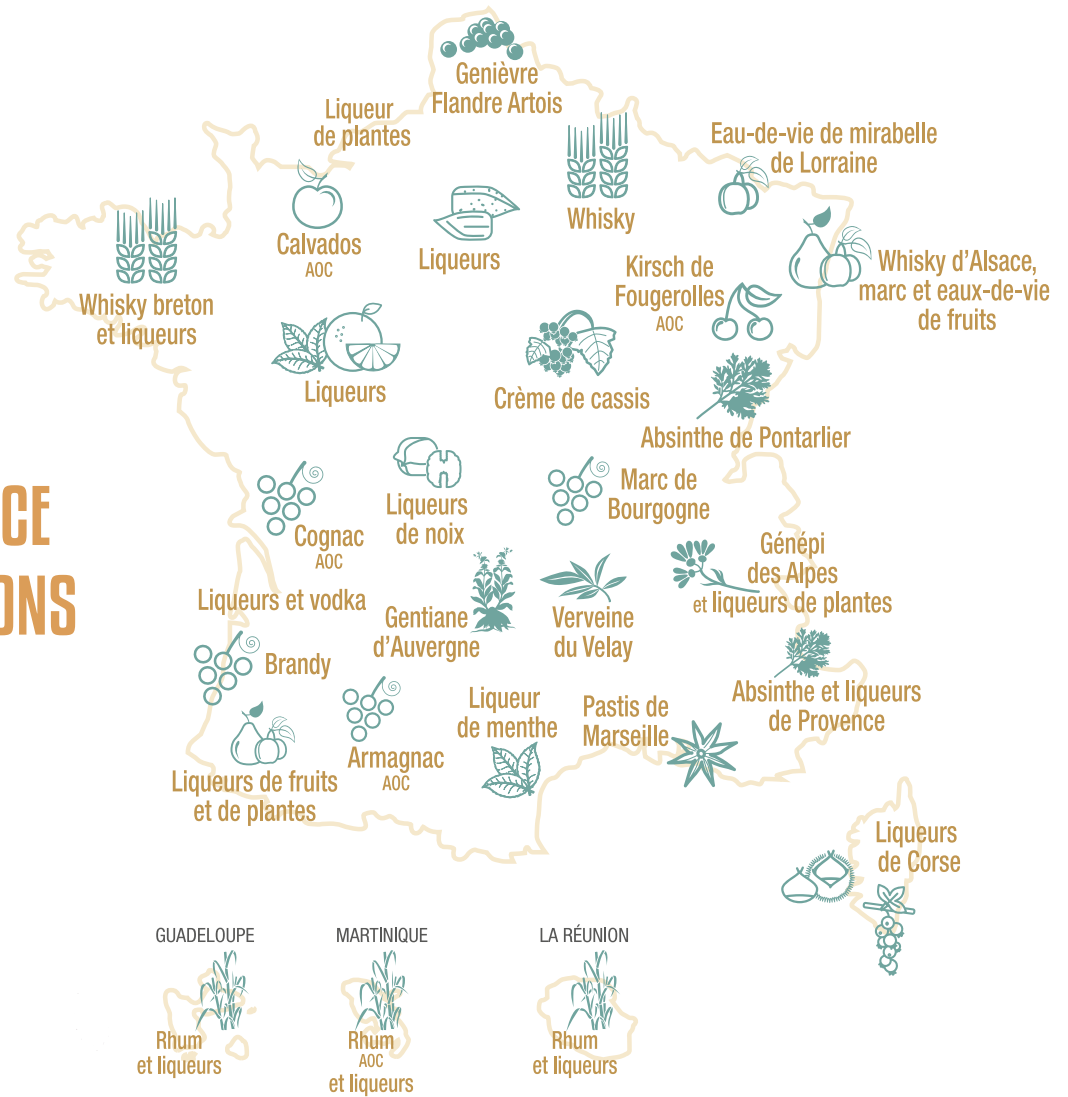 Genièvre
Flandre Artois
Liqueur
de plantes
Eau-de-vie de mirabelle
de Lorraine
Whisky
Calvados
AOC
Liqueurs
Kirsch de
Fougerolles
AOC
Whisky d'Alsace,
marc et eaux-de-vie
de fruits
Whisky breton
et liqueurs
Liqueurs
Crème de cassis
Absinthe de Pontarlier
CE
ONS
Liqueurs
de noix
Marc de
Bourgogne
Cognac
AOC
Génépi
des Alpes
et liqueurs de plantes
Liqueurs et vodka
Gentiane
d'Auvergne
Verveine
du Velay
Brandy
Absinthe et liqueurs
de Provence
Liqueur
de menthe
Pastis de
Marseille
Armagnac
AOC
Liqueurs de fruits
et de plantes
Liqueurs
de Corse
GUADELOUPE
Rhum
et liqueurs
MARTINIQUE
Rhum
AOC
et liqueurs
LA RÉUNION
Rhum
et liqueurs